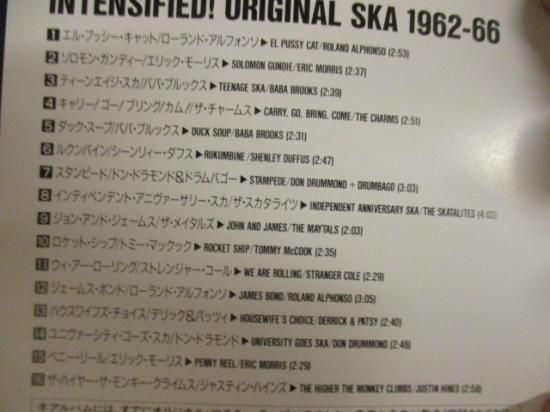 INTENSIFIED! ORIGINAL SKA 1962-66
1 エル・プッシー・キャット/ローランド・アルフォンソ▶EL PUSSY CAT/ROLAND ALPHONSO (2:53)
2 ソロモン・ガンディー/エリック・モーリス▶SOLOMON GUNDIE/ERIC MORRIS (2:37)
3 ティーンエイジ・スカ/ババ・ブルックス▶TEENAGE SKA/BABA BROOKS (2:39)
4 キャリー/ゴー/ブリング/カム//ザ・チャームス▶CARRY, GO, BRING, COME/THE CHARMS (2:51)
5 ダック・スープ/ババ・ブルックス▶DUCK SOUP/BABA BROOKS (2:31)
6 ルクンバイン/シーンリィー・ダフス▶RUKUMBINE/SHENLEY DUFFUS (2:47)
7 スタンピード/ドン・ドラモンド&ドラムバゴー▶STAMPEDE/DON DRUMMOND + DRUMBAGO (3:03)
8 インディペンデント・アニヴァーサリー・スカ/ザ・スカタライツ▶INDEPENDENT ANNIVERSARY SKA/THE SKATALITES (4:03)
9 ジョン・アンド・ジェームス/ザ・メイタルズ▶JOHN AND JAMES/THE MAYTALS (2:03)
10 ロケット・シップ/トミー・マックック▶ROCKET SHIP/TOMMY McCOOK (2:35)
11 ウィ・アー・ローリング/ストレンジャー・コール▶WE ARE ROLLING/STRANGER COLE (2:29)
12 ジェームス・ボンド/ローランド・アルフォンソ▶JAMES BOND/ROLAND ALPHONSO (3:05)
13 ハウスワイフズ・チョイス/デリック&パッツィ▶HOUSEWIFE'S CHOICE/DERRICK & PATSY (2:40)
14 ユニヴァーシティ・ゴーズ・スカ/ドン・ドラモンド▶UNIVERSITY GOES SKA/DON DRUMMOND (2:46)
15 ペニー・リール/エリック・モーリス▶PENNY REEL/ERIC MORRIS (2:29)
16 ザ・ハイヤー・ザ・モンキー・クライムス/ジャスティン・ハインズ▶THE HIGHER THE MONKEY CLIMBS, JUSTIN HINES (2:58)